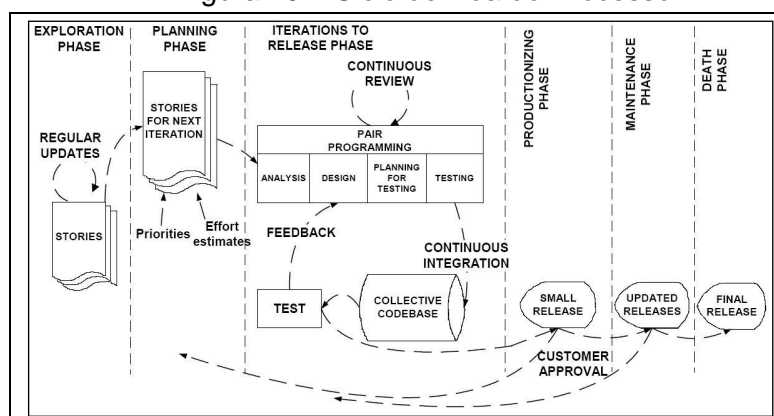 EXPLORATION
PHASE
PLANNING
PHASE
ITERATIONS TO
RELEASE PHASE
PRODUCTIONIZING
PHASE
MAINTENANCE
PHASE
DEATH
PHASE
CONTINUOUS
REVIEW
STORIES
FOR NEXT
ITERATION
REGULAR
UPDATES
PAIR
PROGRAMMING
ANALYSIS
DESIGN
PLANNING
FOR
TESTING
TESTING
STORIES
Priorities
Effort
estimates
FEEDBACK
CONTINUOUS
INTEGRATION
TEST
COLLECTIVE
CODEBASE
SMALL
RELEASE
UPDATED
RELEASES
FINAL
RELEASE
CUSTOMER
APPROVAL